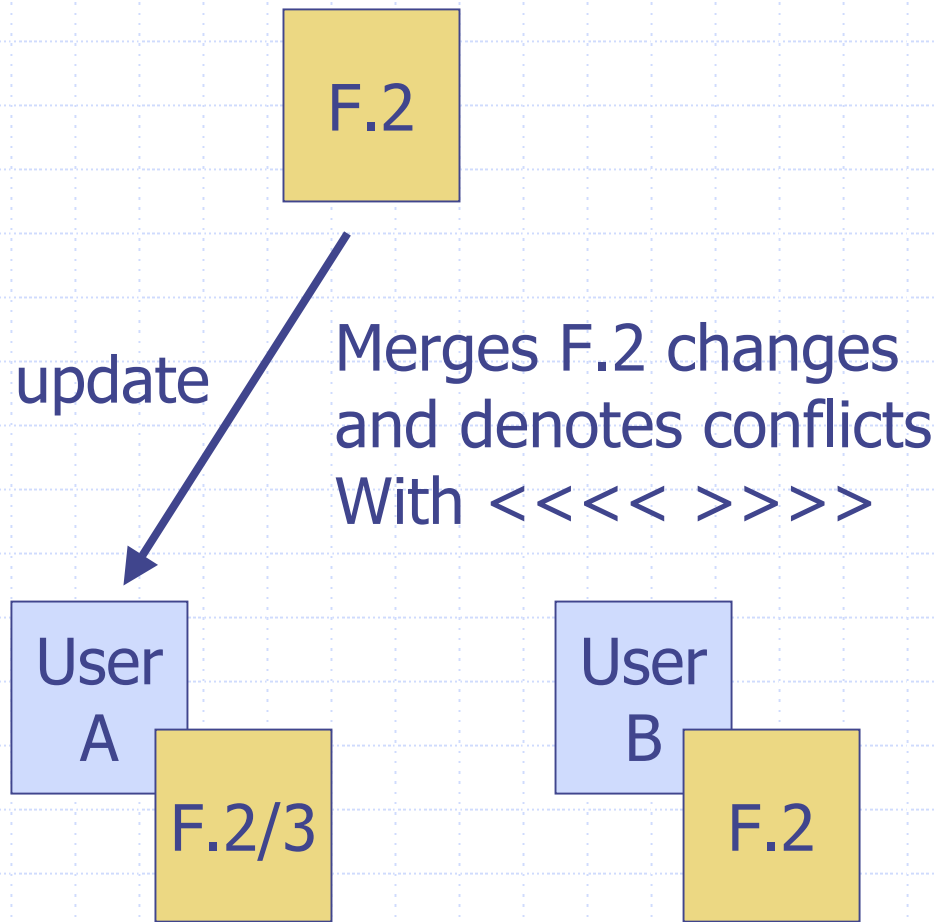 F.2
update
Merges F.2 changes
and denotes conflicts
With <<<< >>>>
User
A
F.2/3
User
B
F.2